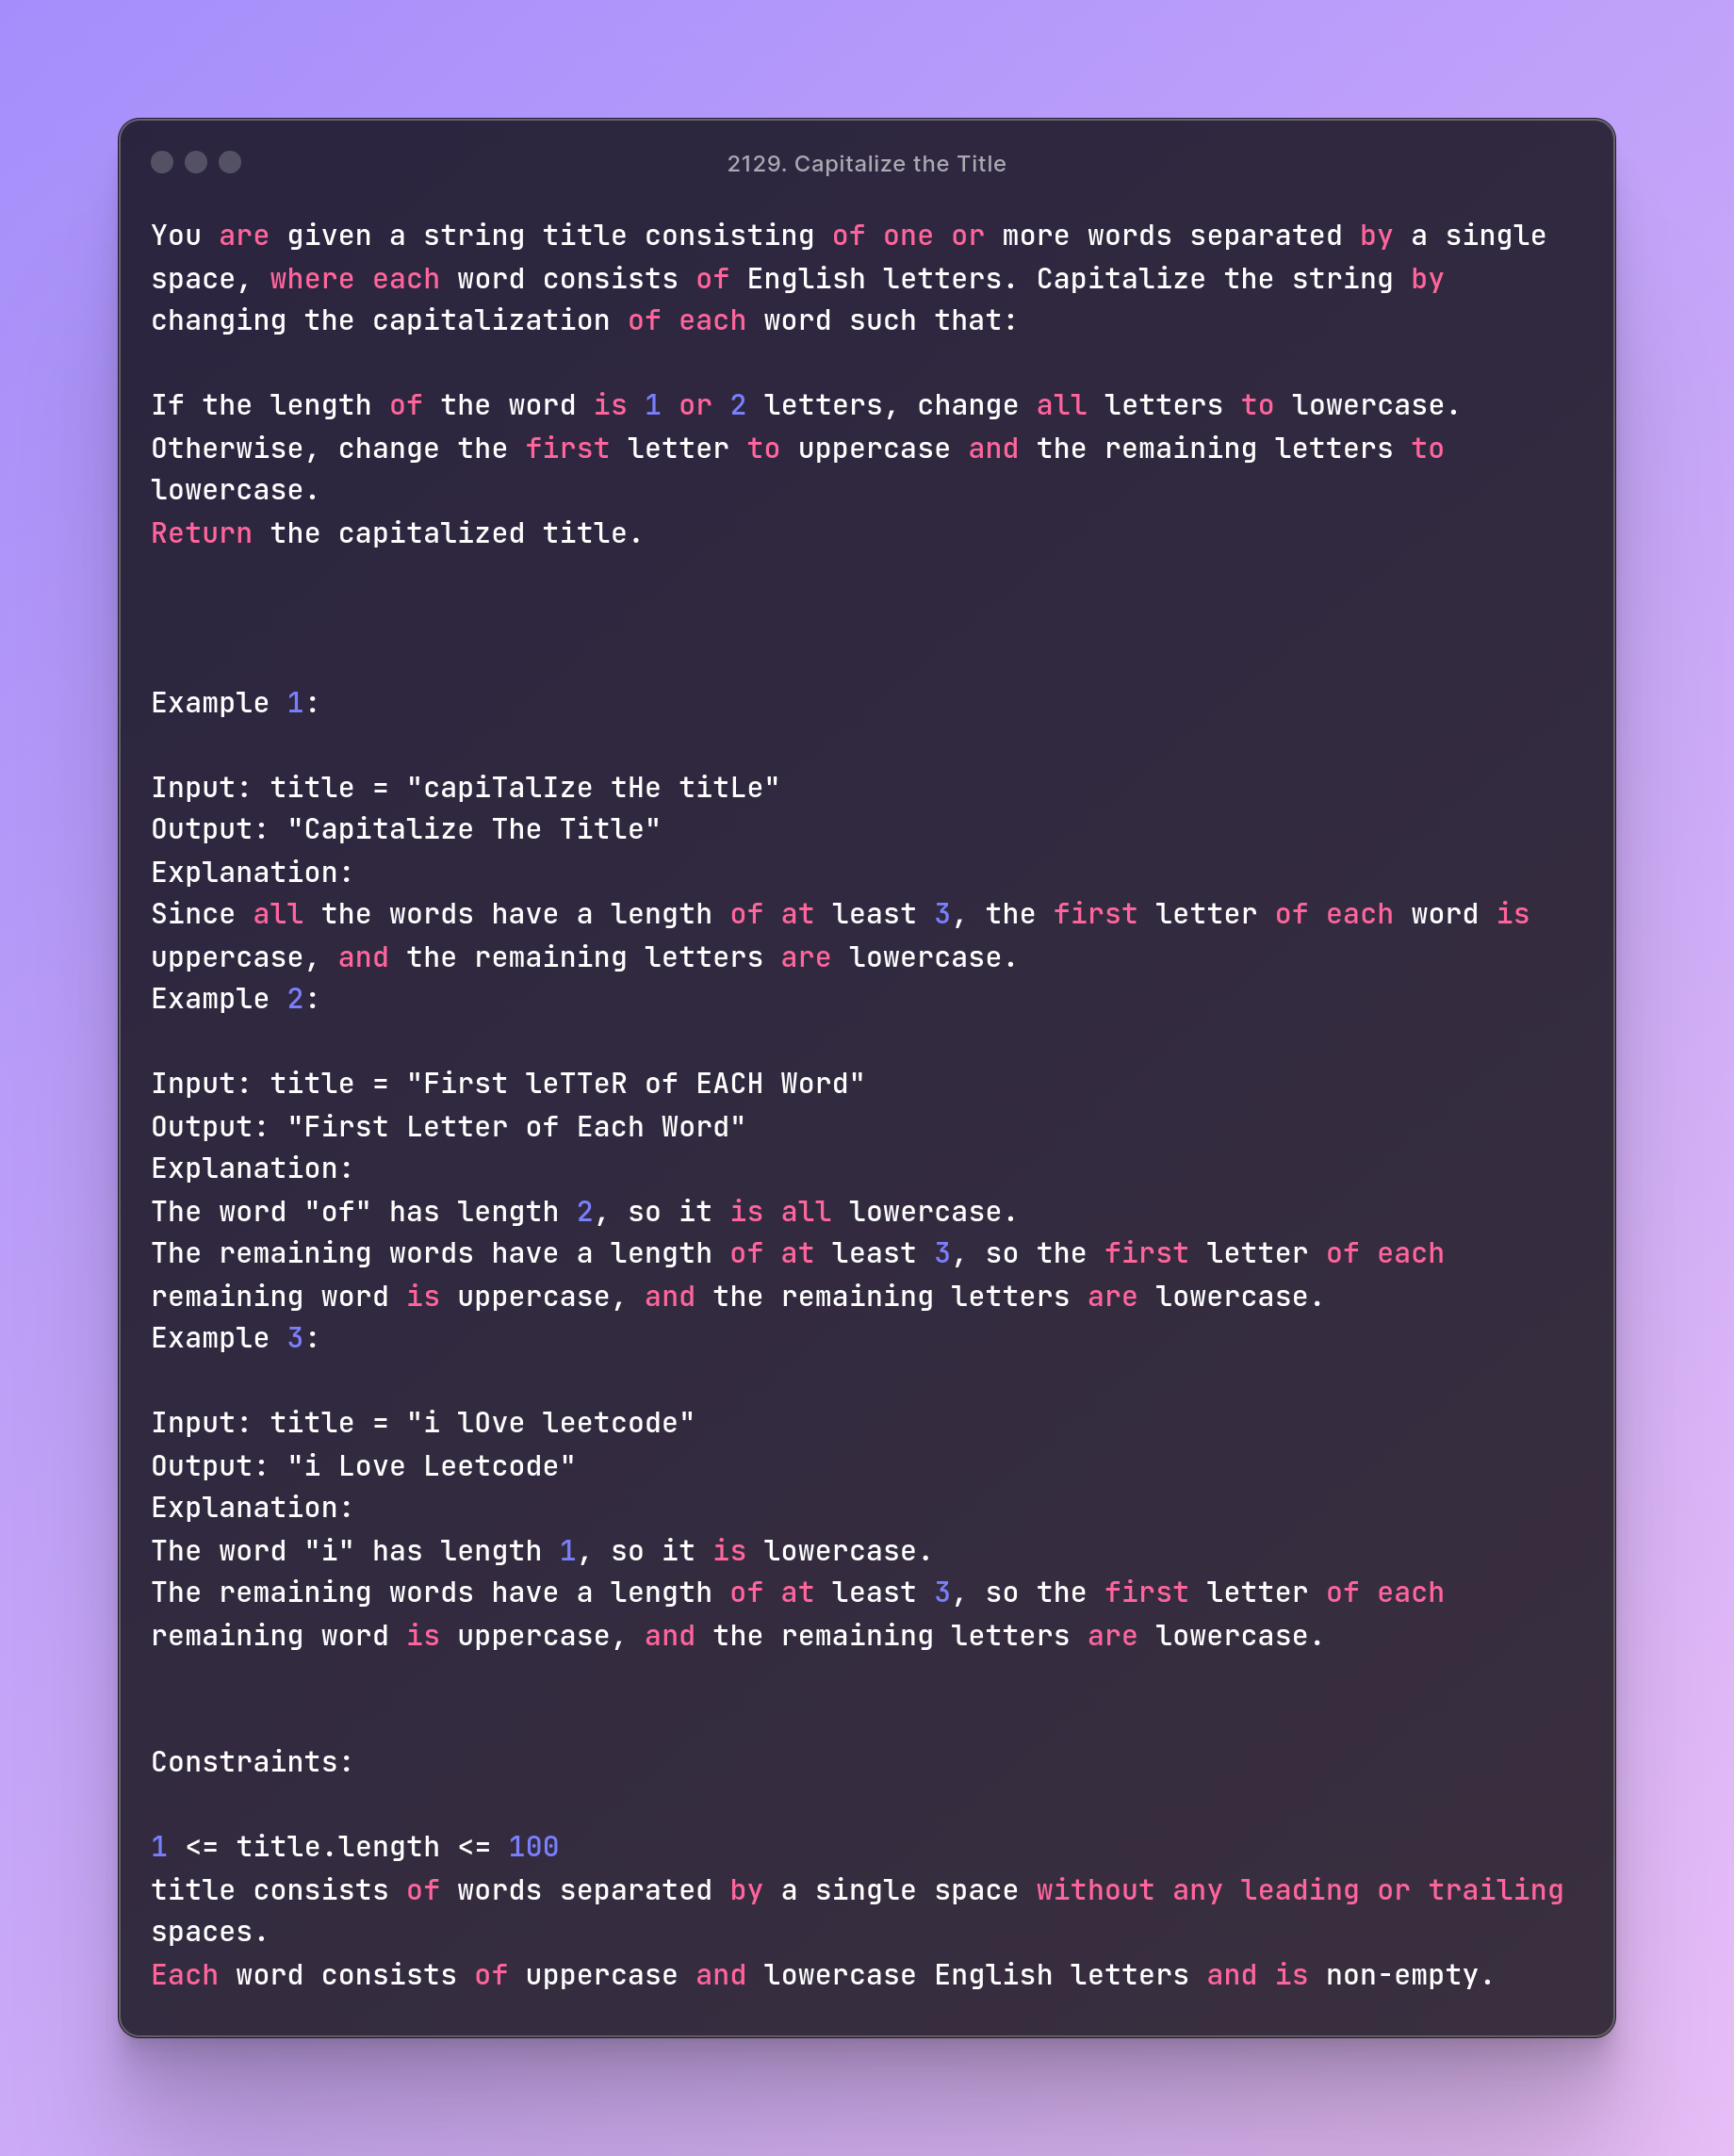 2129. Capitalize the Title
You are given a string title consisting of one or more words separated by a single
space, where each word consists of English letters. Capitalize the string by
changing the capitalization of each word such that:
If the length of the word is 1 or 2 letters, change all letters to lowercase.
Otherwise, change the first letter to uppercase and the remaining letters to
lowercase.
Return the capitalized title.
Example 1:
Input: title = "capiTalIze tHe titLe"
Output: "Capitalize The Title"
Explanation:
Since all the words have a length of at least 3, the first letter of each word is
uppercase, and the remaining letters are lowercase.
Example 2:
Input: title = "First leTTeR of EACH Word"
Output: "First Letter of Each Word"
Explanation:
The word "of" has length 2, so it is all lowercase.
The remaining words have a length of at least 3, so the first letter of each
remaining word is uppercase, and the remaining letters are lowercase.
Example 3:
Input: title = "i lOve leetcode"
Output: "i Love Leetcode"
Explanation:
The word "i" has length 1, so it is lowercase.
The remaining words have a length of at least 3, so the first letter of each
remaining word is uppercase, and the remaining letters are lowercase.
Constraints:
1 <= title.length <= 100
title consists of words separated by a single space without any leading or trailing
spaces.
Each word consists of uppercase and lowercase English letters and is non-empty.